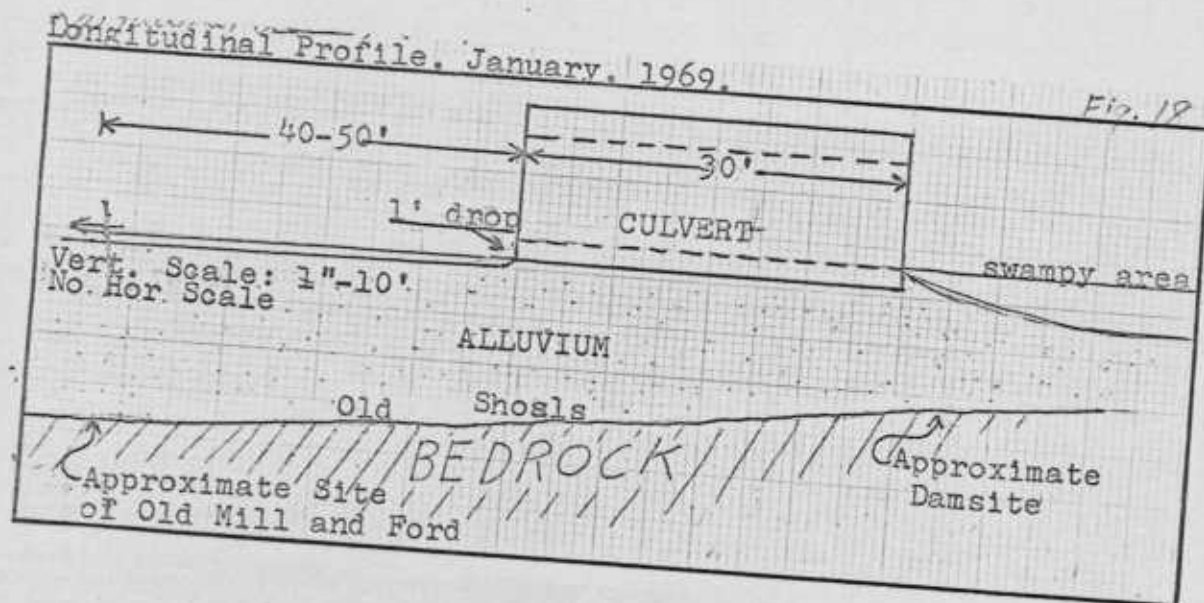 Longitudinal Profile. January, 1969.
Fig. 18
40-50'
30'
1' drop
CULVERT
swampy area
Vert. Scale: 1"-10'.
No. Hor. Scale
ALLUVIUM
Old Shoals
BEDROCK
Approximate Site
of Old Mill and Ford
Approximate
Damsite